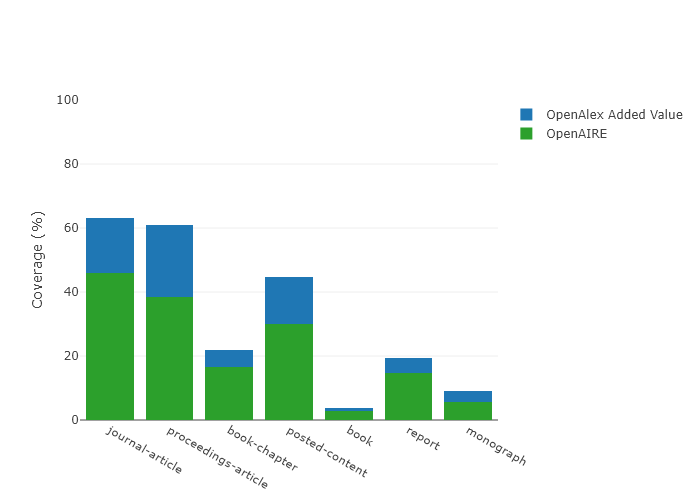 100
80
60
40
20
0
Coverage (%)
journal-article
proceedings-article
book-chapter
posted-content
book
report
monograph
OpenAlex Added Value
OpenAIRE